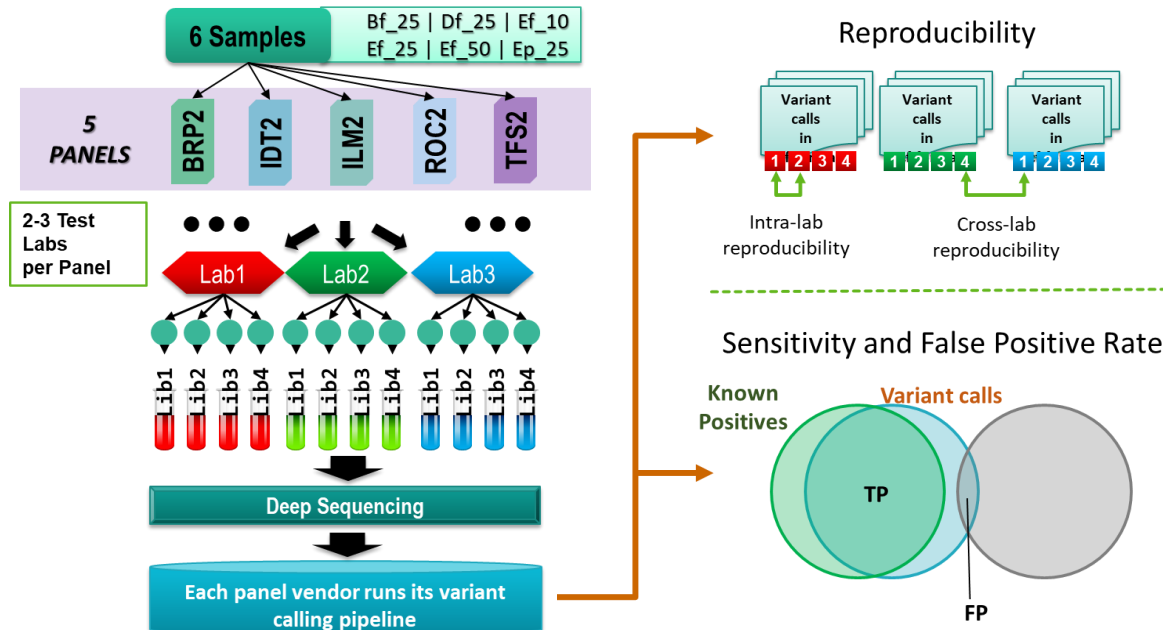 6 Samples
Bf_25 | Df_25 | Ef_10
Ef_25 | Ef_50 | Ep_25
5
PANELS
BRP2
IDT2
ILM2
ROC2
TFS2
2-3 Test
Labs
per Panel
Lab1
Lab2
Lab3
Lib1
Lib2
Lib3
Lib4
Lib1
Lib2
Lib3
Lib4
Lib1
Lib2
Lib3
Lib4
Deep Sequencing
Each panel vendor runs its variant
calling pipeline
Reproducibility
Variant
calls
in
1 2 3 4
Variant
calls
in
1 2 3 4
Variant
calls
in
1 2 3 4
Intra-lab
reproducibility
Cross-lab
reproducibility
Sensitivity and False Positive Rate
Known
Positives
Variant calls
TP
FP